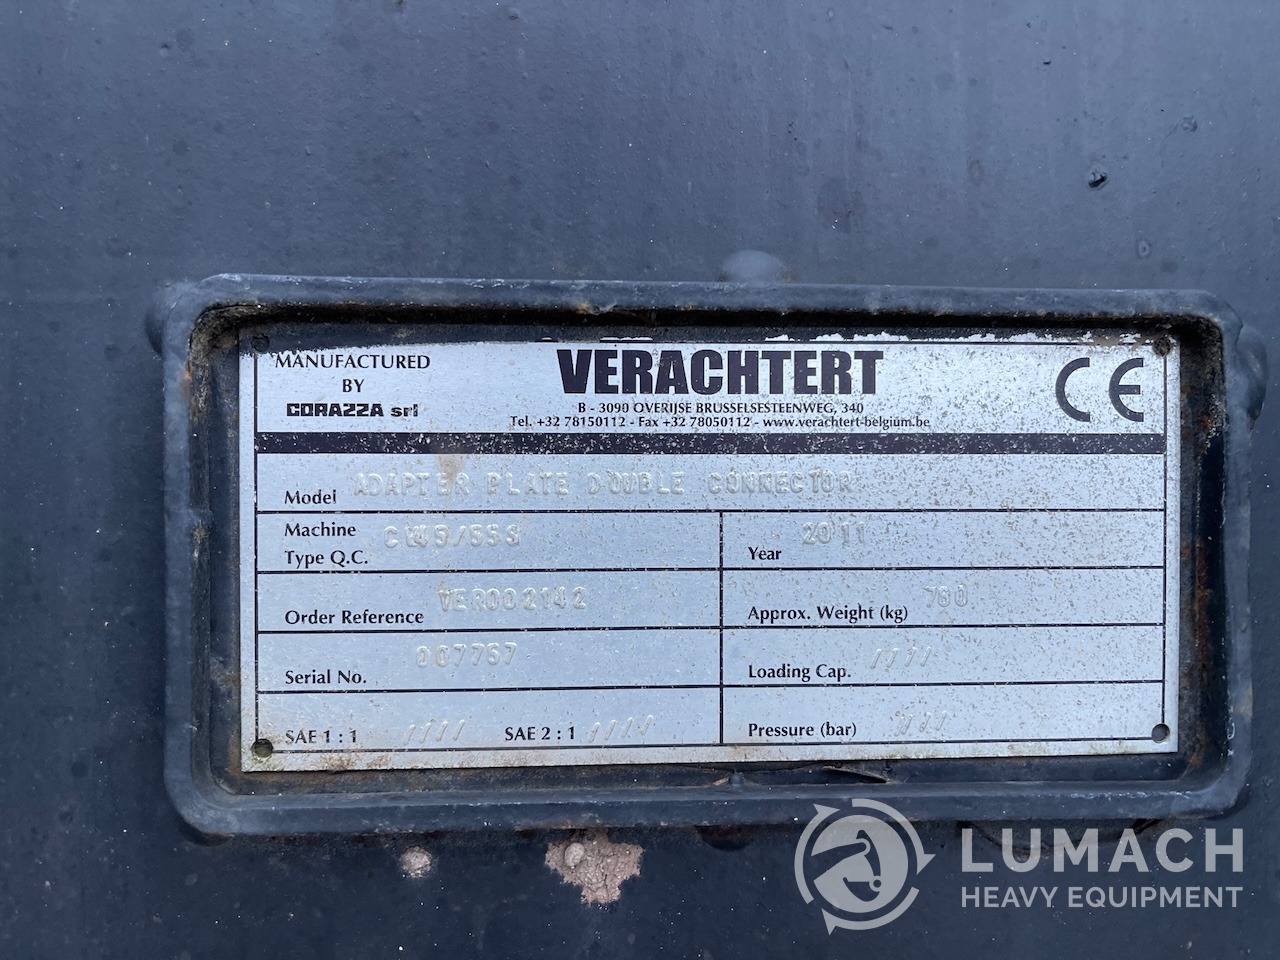 MANUFACTURED
BY
CORAZZA srl
VERACHTERT
B - 3090 OVERIJSE BRUSSELSESTEENWEG, 340
Tel. +32 78150112 - Fax +32 78050112 - www.verachtert-belgium.be
CE
Model ADAPTER PLATE DOUBLE CONNECTOR
Machine
Type Q.C. CW55/55S
Year 2011
Order Reference VER002142
Approx. Weight (kg) 780
Serial No. 007757
Loading Cap. ////
SAE 1 : 1 //// SAE 2 : 1 ////
Pressure (bar) ///
LUMACH
HEAVY EQUIPMENT